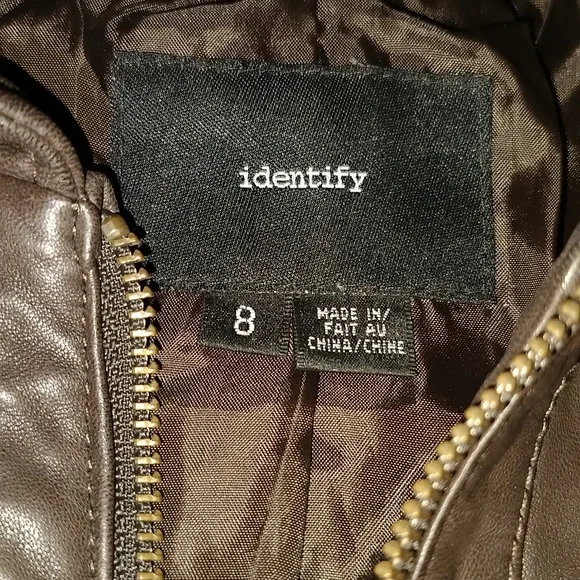 identify
8
MADE IN/
FAIT AU
CHINA/CHINE